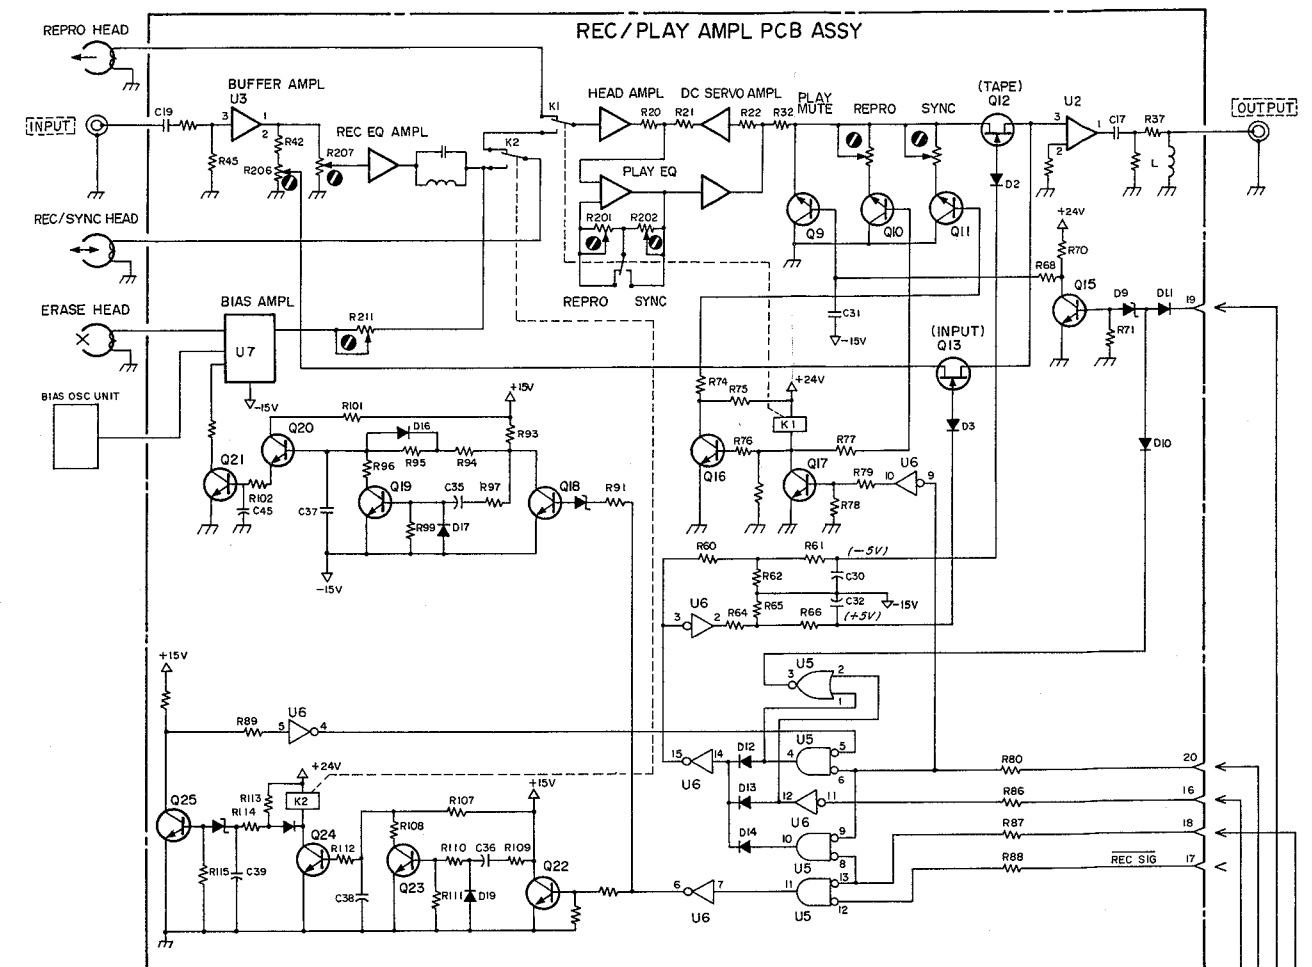 REC/PLAY AMPL PCB ASSY
REPRO HEAD
BUFFER AMPL
U3
C19
INPUT
3
1
2
R42
R45
R206
R207
REC EQ AMPL
K1
K2
HEAD AMPL
R20
R21
DC SERVO AMPL
R22
R32
PLAY MUTE
REPRO
SYNC
(TAPE)
Q12
U2
3
2
1
C17
R37
L
OUTPUT
PLAY EQ
R201
R202
REPRO
SYNC
D2
Q9
Q10
Q11
REC/SYNC HEAD
+24V
R70
R68
Q15
D9
D11
19
R71
ERASE HEAD
BIAS AMPL
U7
R211
-15V
BIAS OSC UNIT
C31
-15V
(INPUT)
Q13
D3
D10
R74
R75
+24V
K1
R76
R77
Q16
Q17
R79
R78
U6
10
9
+15V
R101
R93
Q20
D16
R95
R94
R96
Q21
R102
C45
C37
Q19
C35
R97
R99
D17
Q18
R91
-15V
R60
R61
(-5V)
R62
C30
R65
C32
-15V
U6
3
2
R64
R66
(+5V)
+15V
R89
U6
5
4
U5
3
2
1
U5
4
5
6
D12
15
14
U6
D13
12
11
U6
D14
10
9
8
U5
R80
20
R86
16
R87
18
R88
REC SIG
17
13
12
11
U5
6
7
U6
+24V
K2
R113
R114
Q25
R115
C39
Q24
R112
C38
R107
+15V
R108
Q23
R110
C36
R109
R111
D19
Q22